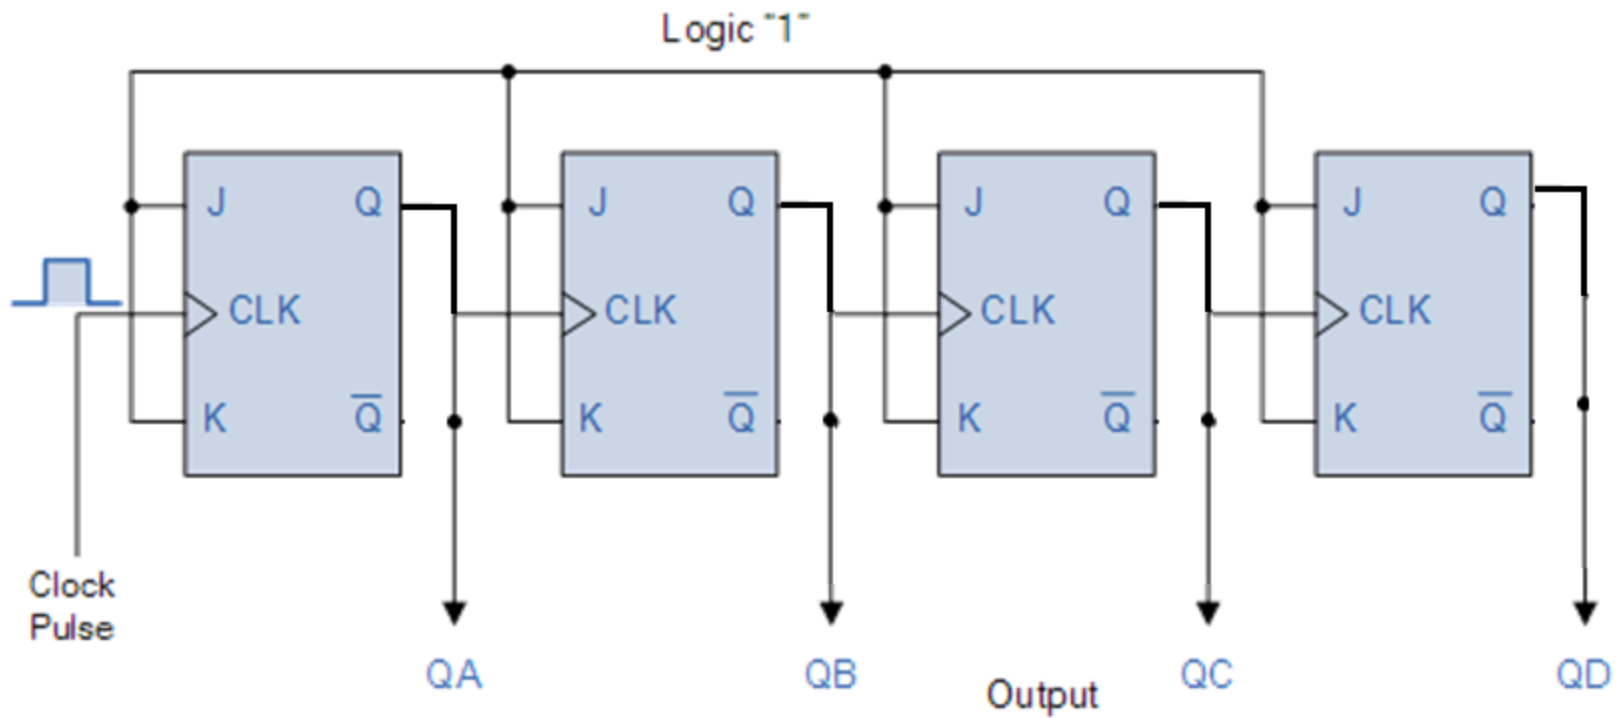 Logic "1"
J Q J Q J Q J Q
CLK CLK CLK CLK
K Q̅ K Q̅ K Q̅ K Q̅
Clock
Pulse
QA QB QC QD
Output